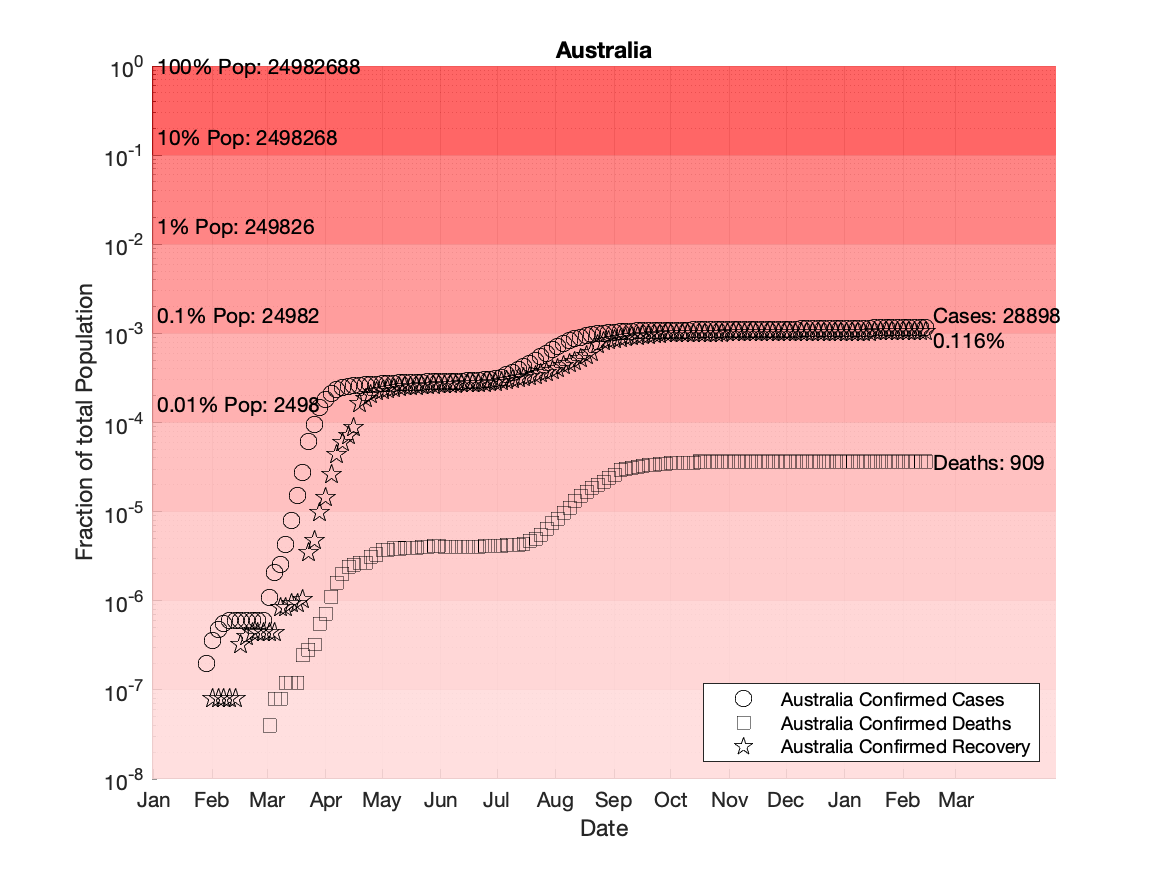 Australia
10^0
100% Pop: 24982688
10% Pop: 2498268
10^-1
1% Pop: 249826
10^-2
0.1% Pop: 24982
Cases: 28898
10^-3
0.116%
0.01% Pop: 2498
10^-4
Deaths: 909
10^-5
10^-6
10^-7
10^-8
Fraction of total Population
Australia Confirmed Cases
Australia Confirmed Deaths
Australia Confirmed Recovery
Jan Feb Mar Apr May Jun Jul Aug Sep Oct Nov Dec Jan Feb Mar
Date